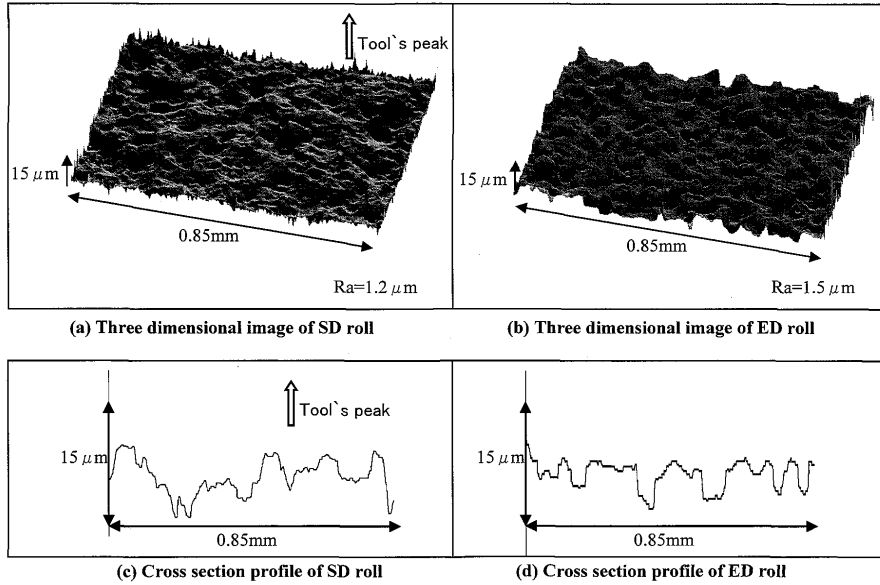 Tool`s peak
15 μm
0.85mm
Ra=1.2 μm
15 μm
0.85mm
Ra=1.5 μm
(a) Three dimensional image of SD roll
(b) Three dimensional image of ED roll
Tool`s peak
15 μm
0.85mm
15 μm
0.85mm
(c) Cross section profile of SD roll
(d) Cross section profile of ED roll